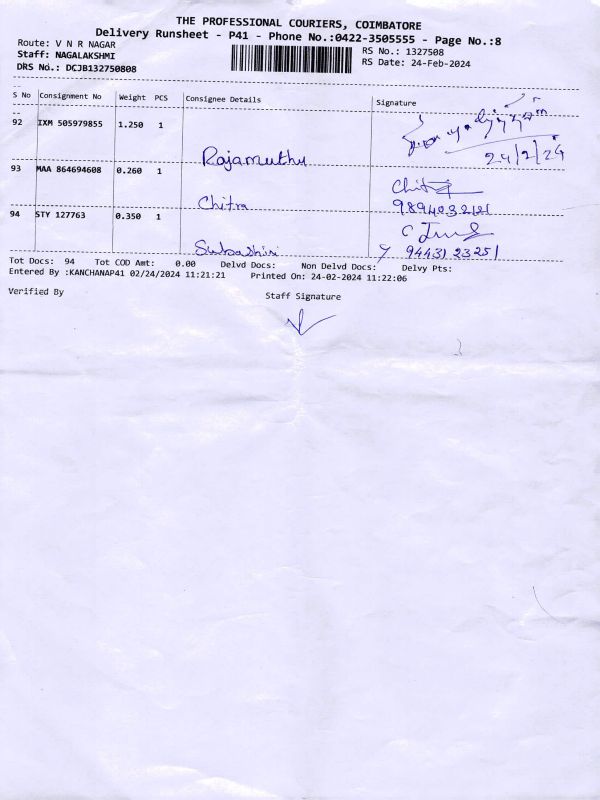 THE PROFESSIONAL COURIERS, COIMBATORE
Delivery Runsheet - P41 - Phone No.:0422-3505555 - Page No.:8
Route: V N R NAGAR
RS No.: 1327508
Staff: NAGALAKSHMI
RS Date: 24-Feb-2024
DRS No.: DCJB132750808
S No Consignment No Weight PCS Consignee Details Signature
92 IXM 505979855 1.250 1
Rajamuthu 24/2/24
93 MAA 864694608 0.260 1
Chitra
9894032121
94 STY 127763 0.350 1
Subashini 9443123251
Tot Docs: 94 Tot COD Amt: 0.00 Delvd Docs: Non Delvd Docs: Delvy Pts:
Entered By :KANCHANAP41 02/24/2024 11:21:21 Printed On: 24-02-2024 11:22:06
Verified By
Staff Signature